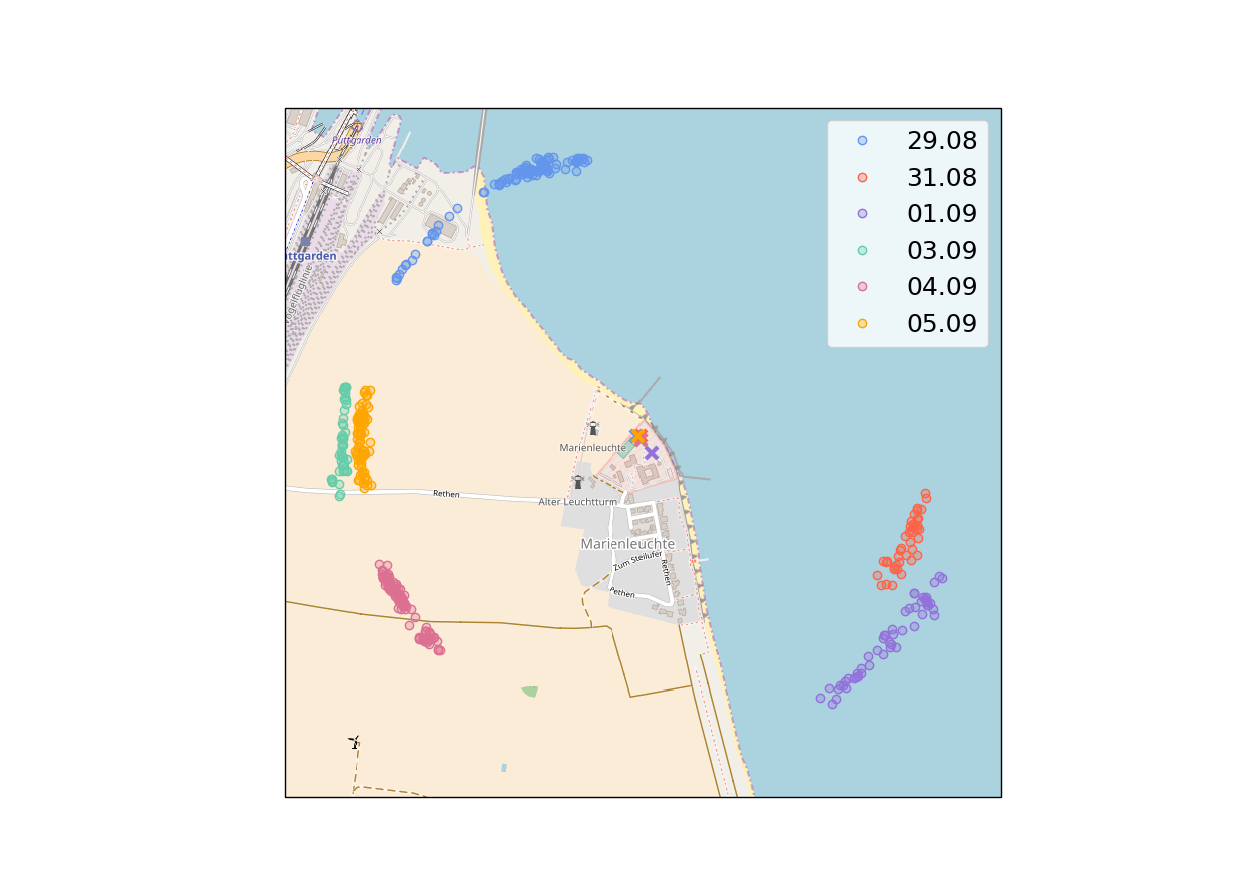 Puttgarden
29.08
31.08
01.09
03.09
04.09
05.09
ttgarden
Vogelfluglinie
Marienleuchte
Rethen
Alter Leuchtturm
Marienleuchte
Zum Steilufer
Rethen